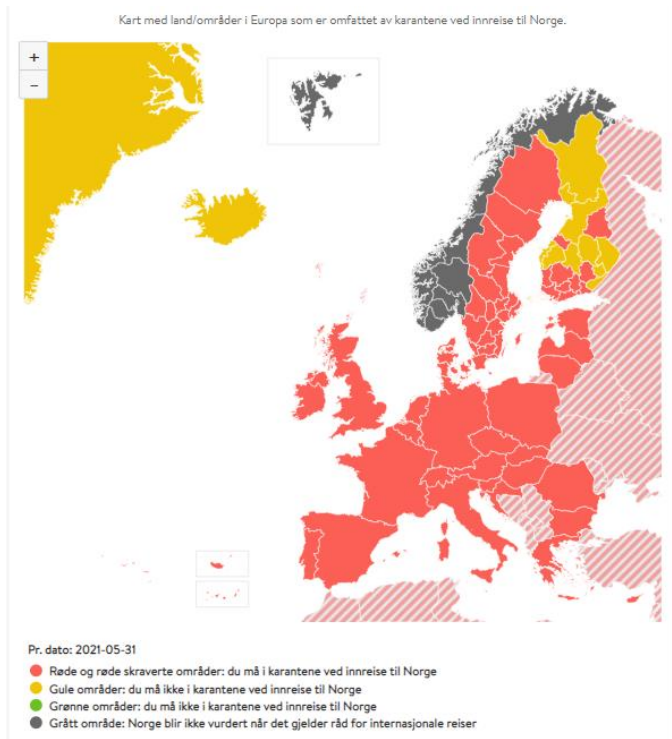 Kart med land/områder i Europa som er omfattet av karantene ved innreise til Norge.
+
−
Pr. dato: 2021-05-31
Røde og røde skraverte områder: du må i karantene ved innreise til Norge
Gule områder: du må ikke i karantene ved innreise til Norge
Grønne områder: du må ikke i karantene ved innreise til Norge
Grått område: Norge blir ikke vurdert når det gjelder råd for internasjonale reiser